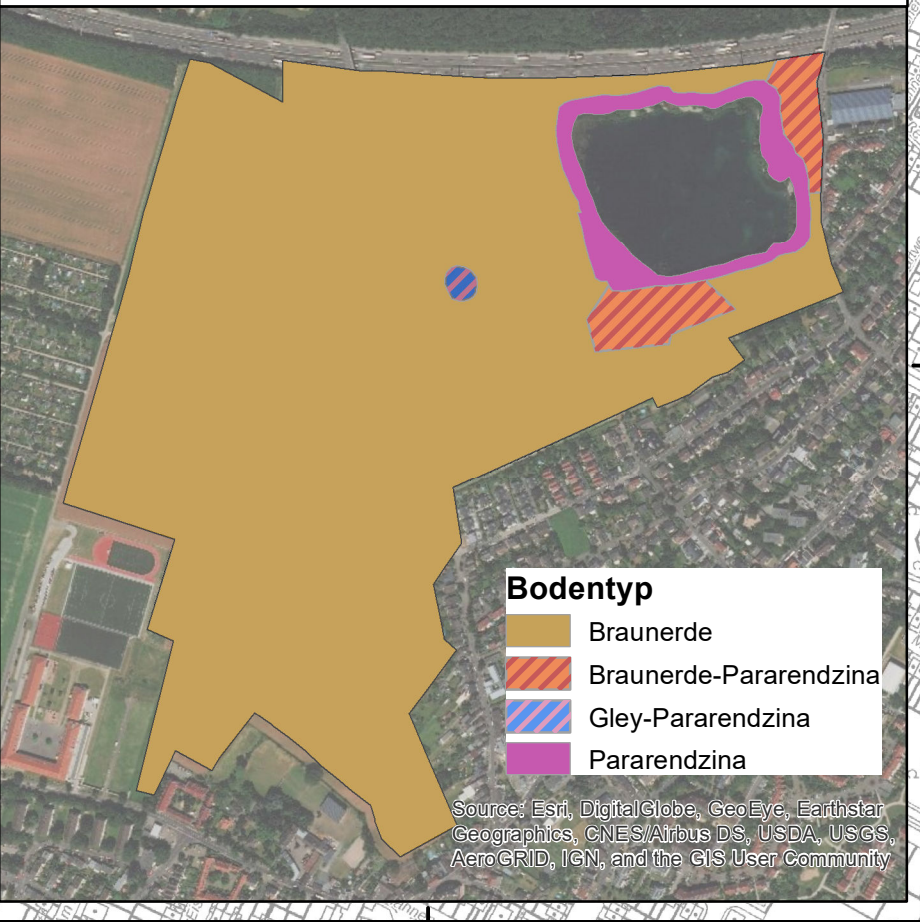 Bodentyp
Braunerde
Braunerde-Pararendzina
Gley-Pararendzina
Pararendzina
Source: Esri, DigitalGlobe, GeoEye, Earthstar
Geographics, CNES/Airbus DS, USDA, USGS,
AeroGRID, IGN, and the GIS User Community